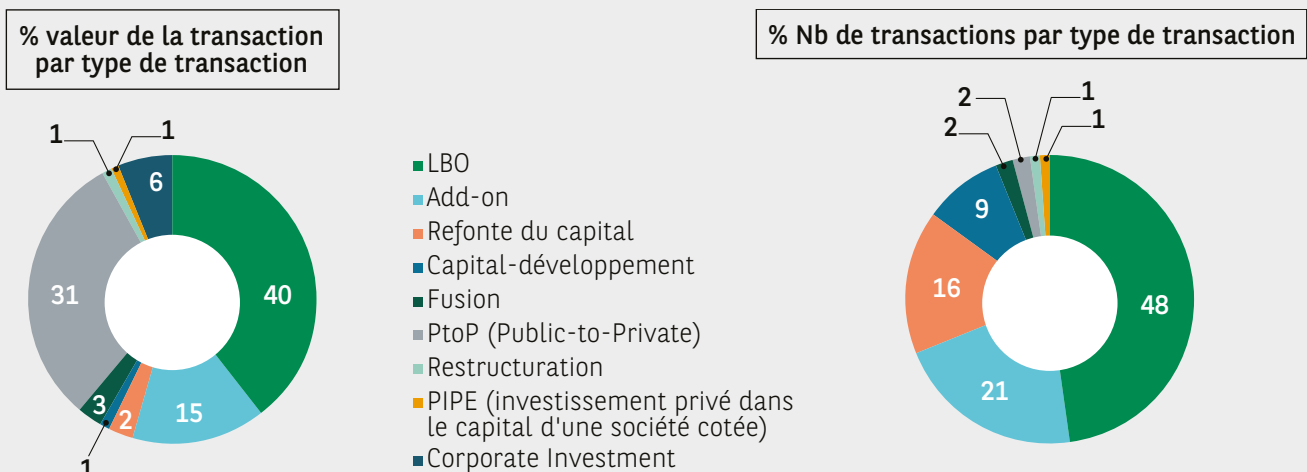 % valeur de la transaction
par type de transaction
1
1
6
40
31
3
2
15
1
LBO
Add-on
Refonte du capital
Capital-développement
Fusion
PtoP (Public-to-Private)
Restructuration
PIPE (investissement privé dans
le capital d'une société cotée)
Corporate Investment
% Nb de transactions par type de transaction
2
1
2
1
9
16
48
21